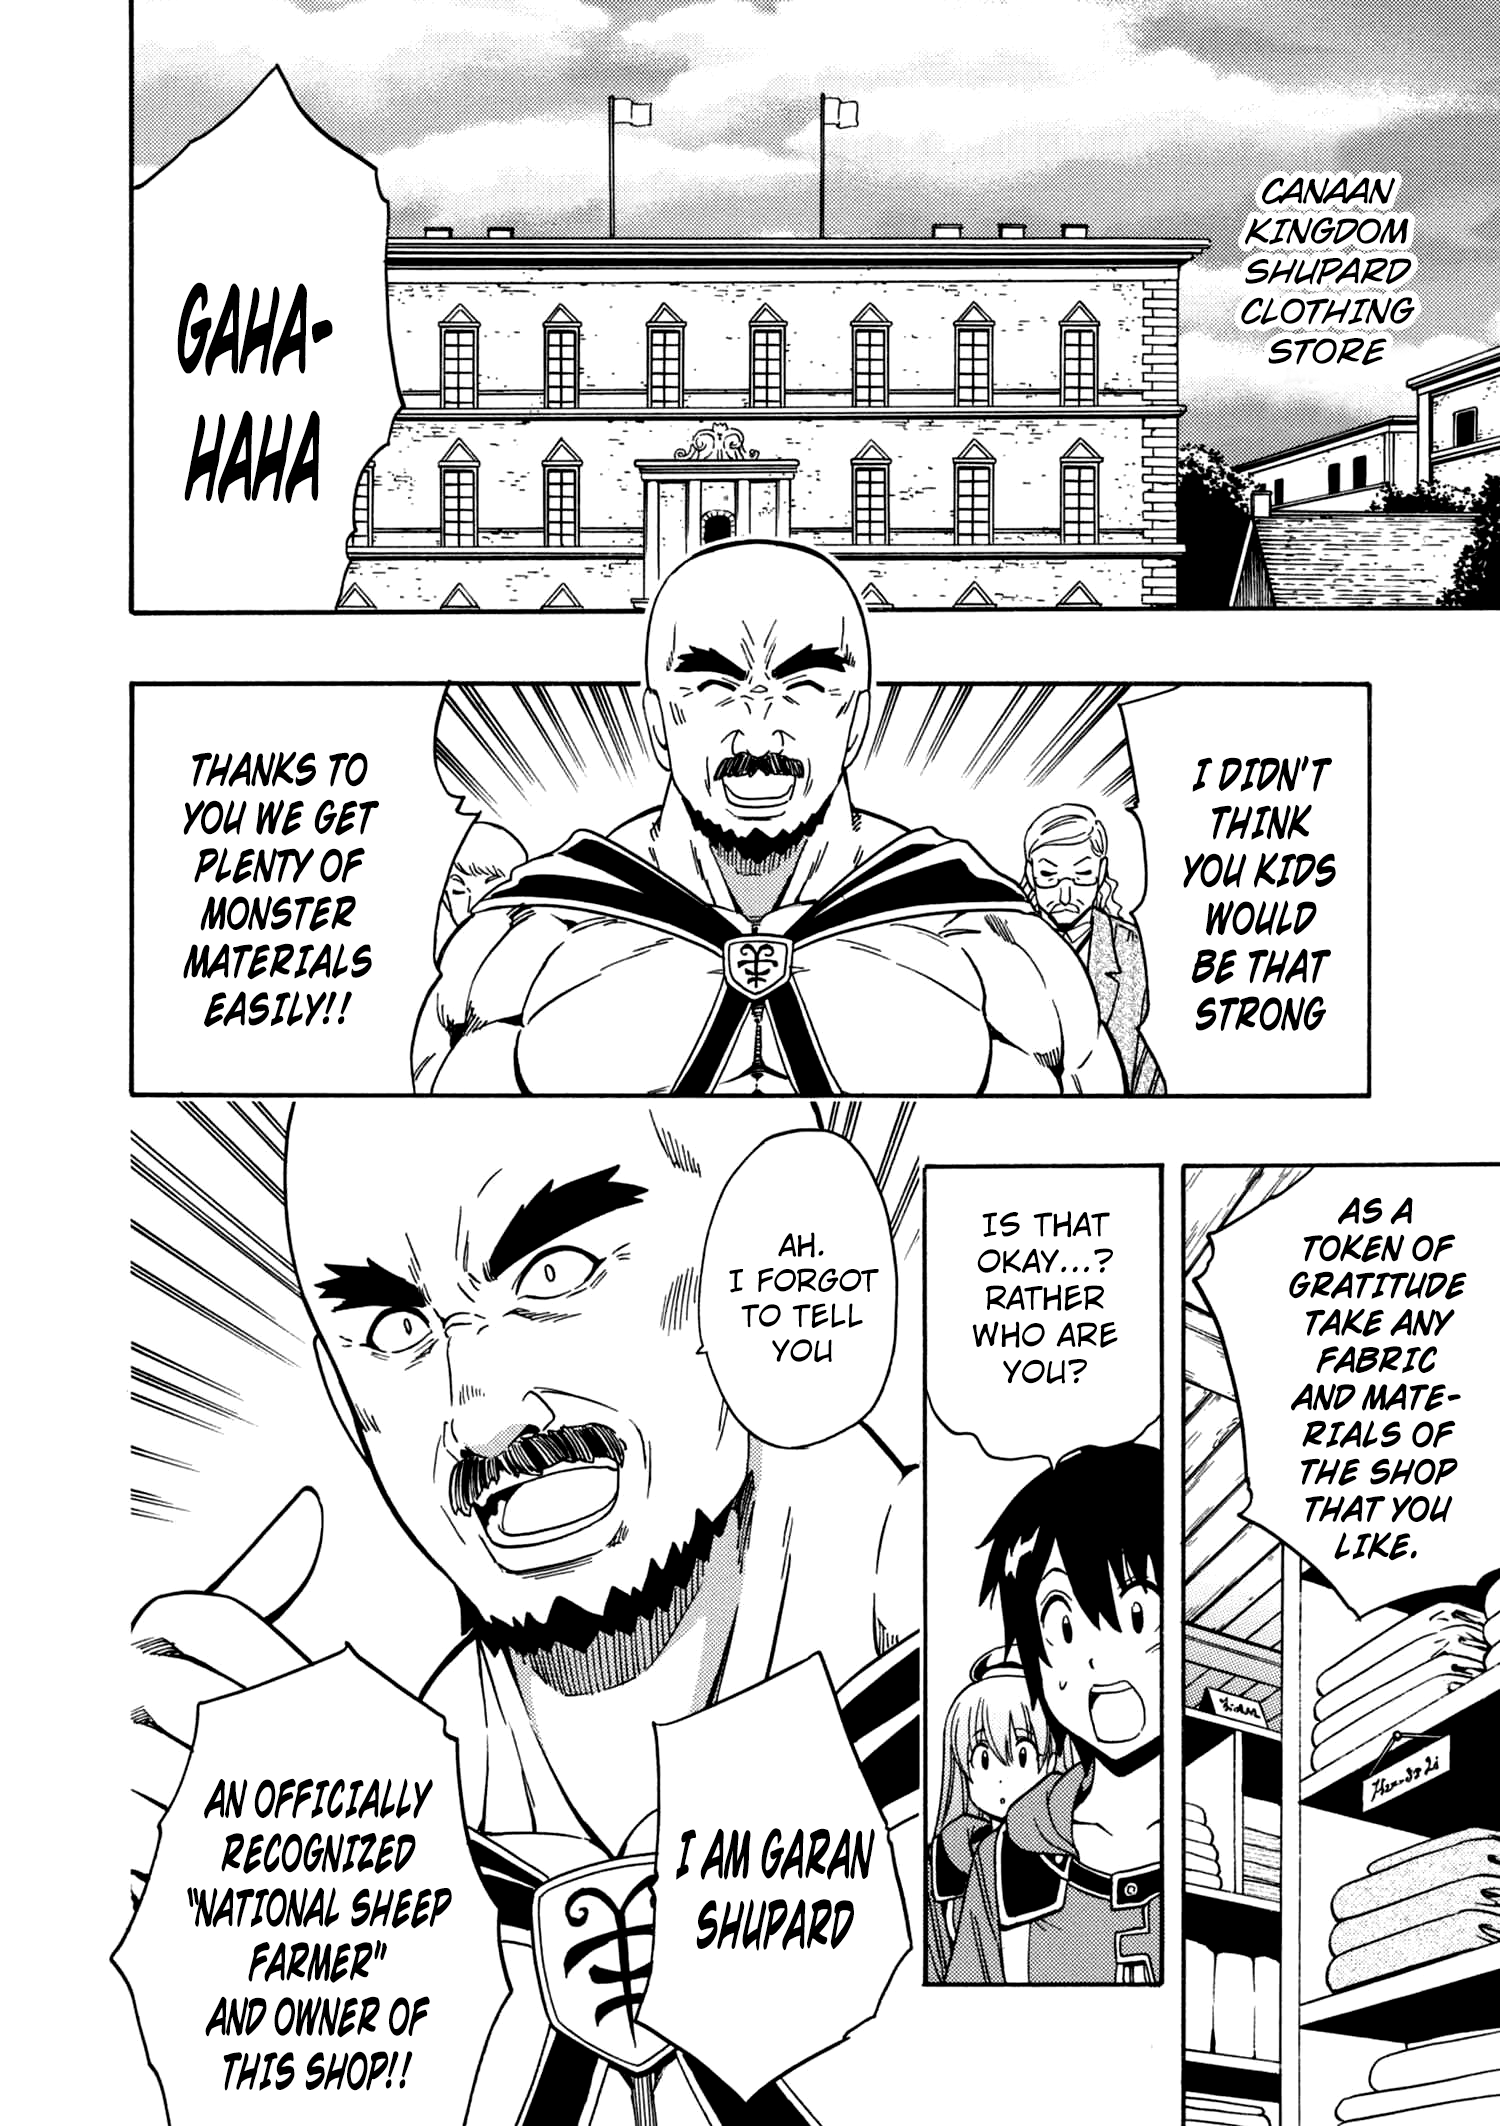 CANAAN
KINGDOM
SHUPARD
CLOTHING
STORE
GAHA-
HAHA
I DIDN'T
THINK
YOU KIDS
WOULD
BE THAT
STRONG
THANKS TO
YOU WE GET
PLENTY OF
MONSTER
MATERIALS
EASILY!!
AS A
TOKEN OF
GRATITUDE
TAKE ANY
FABRIC
AND MATE-
RIALS OF
THE SHOP
THAT YOU
LIKE.
IS THAT
OKAY...?
RATHER
WHO ARE
YOU?
AH.
I FORGOT
TO TELL
YOU
I AM GARAN
SHUPARD
AN OFFICIALLY
RECOGNIZED
"NATIONAL SHEEP
FARMER"
AND OWNER OF
THIS SHOP!!